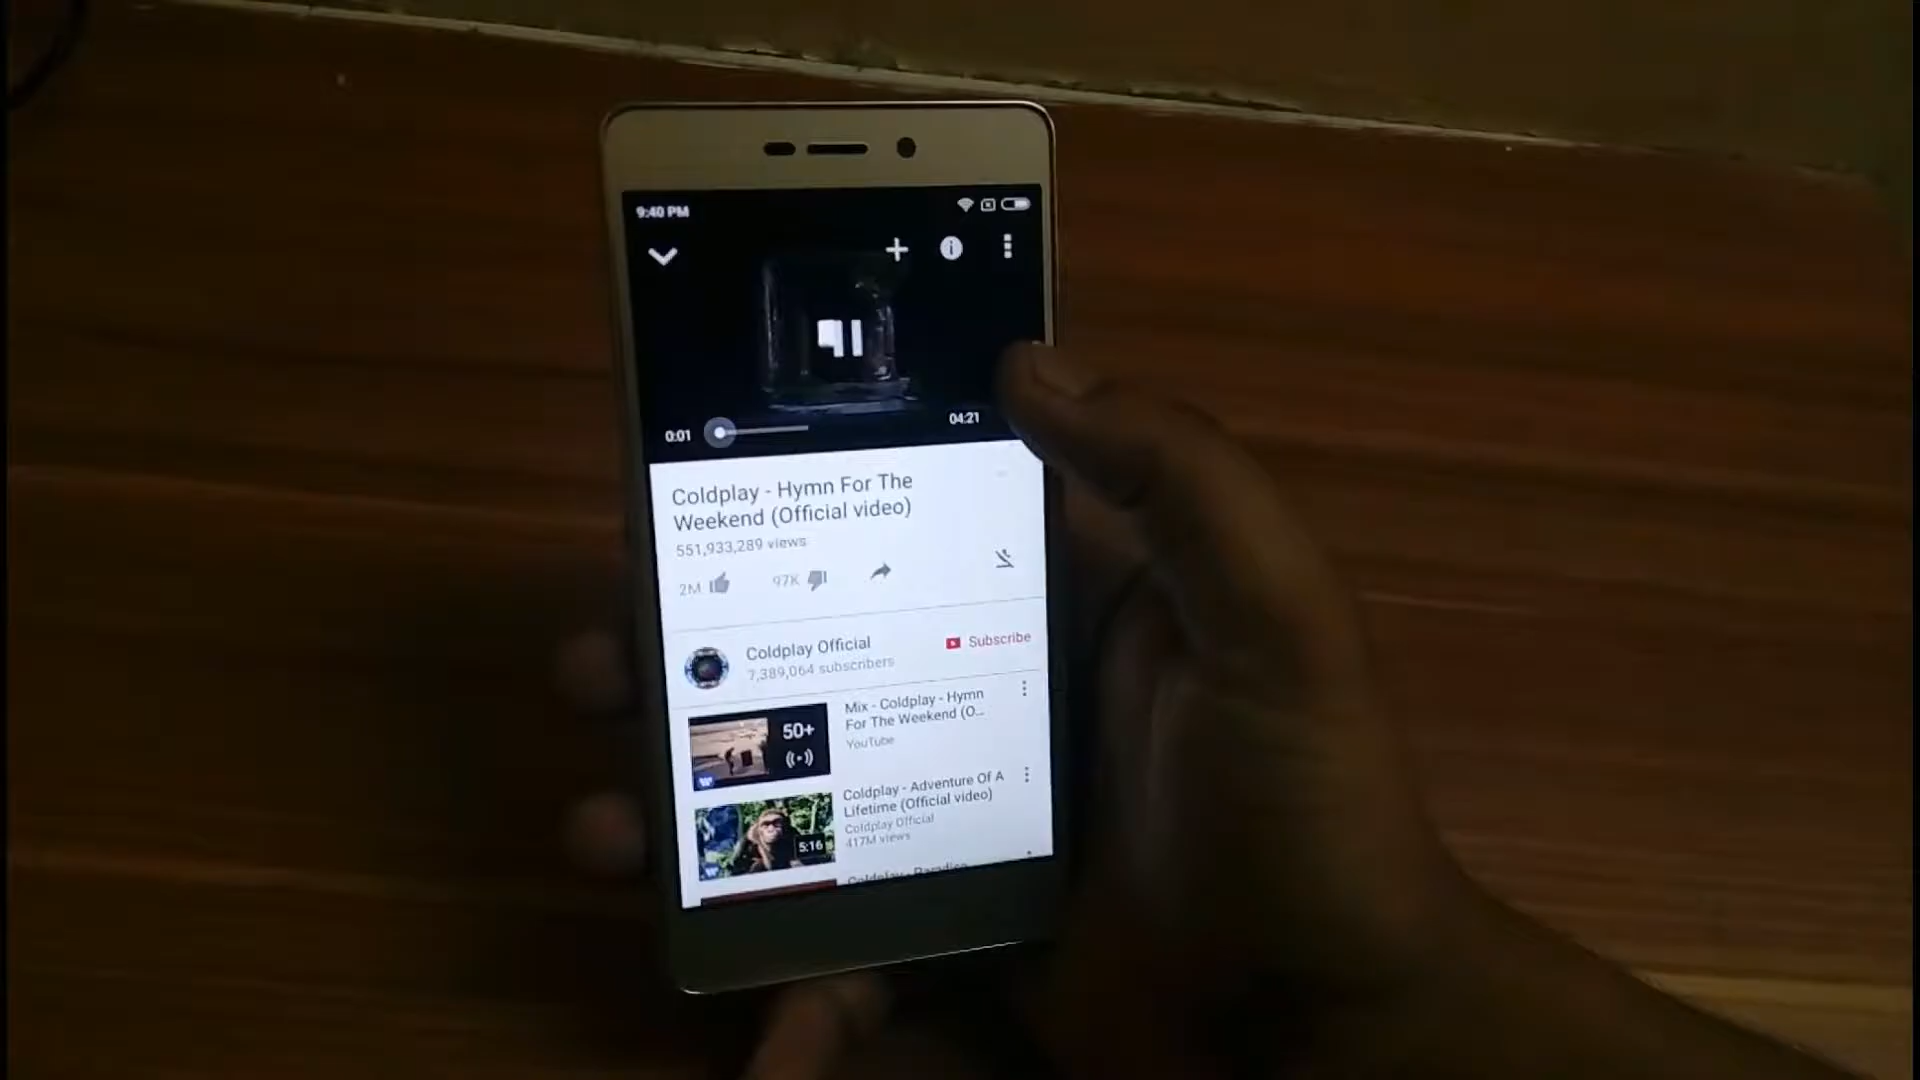 9:40 PM
0:01
04:21
Coldplay - Hymn For The
Weekend (Official video)
551,933,289 views
2M
97K
Coldplay Official
7,389,064 subscribers
Subscribe
50+
Mix - Coldplay - Hymn
For The Weekend (O...
YouTube
5:16
Coldplay - Adventure Of A
Lifetime (Official video)
Coldplay Official
417M views
Coldplay - Paradise